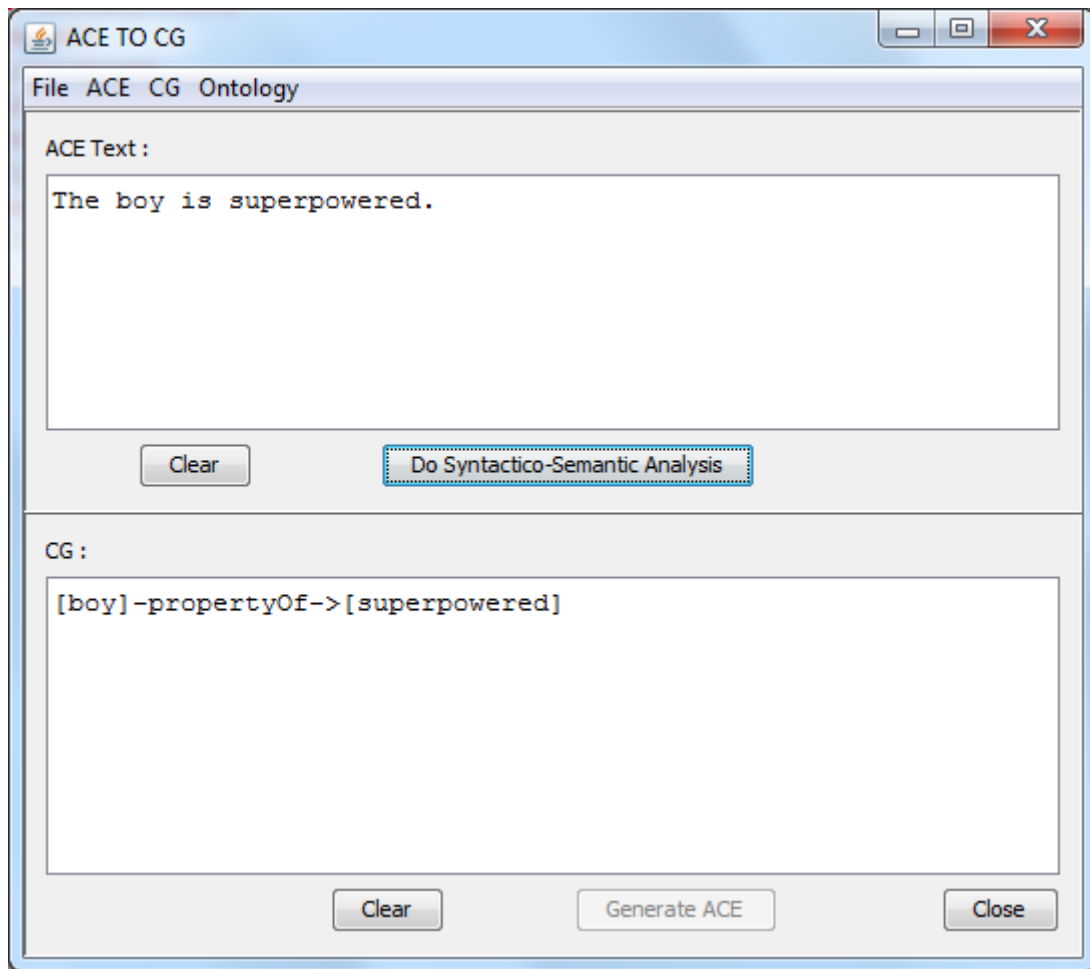 ACE TO CG
File ACE CG Ontology
ACE Text :
The boy is superpowered.
Clear Do Syntactico-Semantic Analysis
CG :
[boy]-propertyOf->[superpowered]
Clear Generate ACE Close